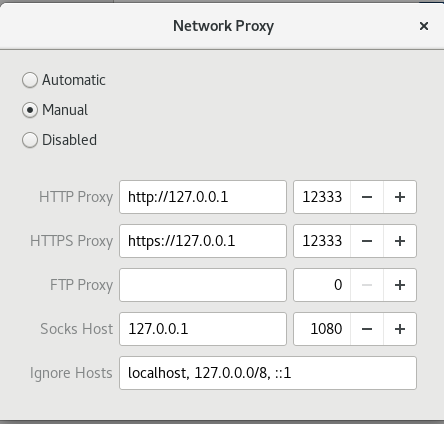 Network Proxy ×
Automatic
Manual
Disabled
HTTP Proxy http://127.0.0.1 12333 − +
HTTPS Proxy https://127.0.0.1 12333 − +
FTP Proxy 0 − +
Socks Host 127.0.0.1 1080 − +
Ignore Hosts localhost, 127.0.0.0/8, ::1